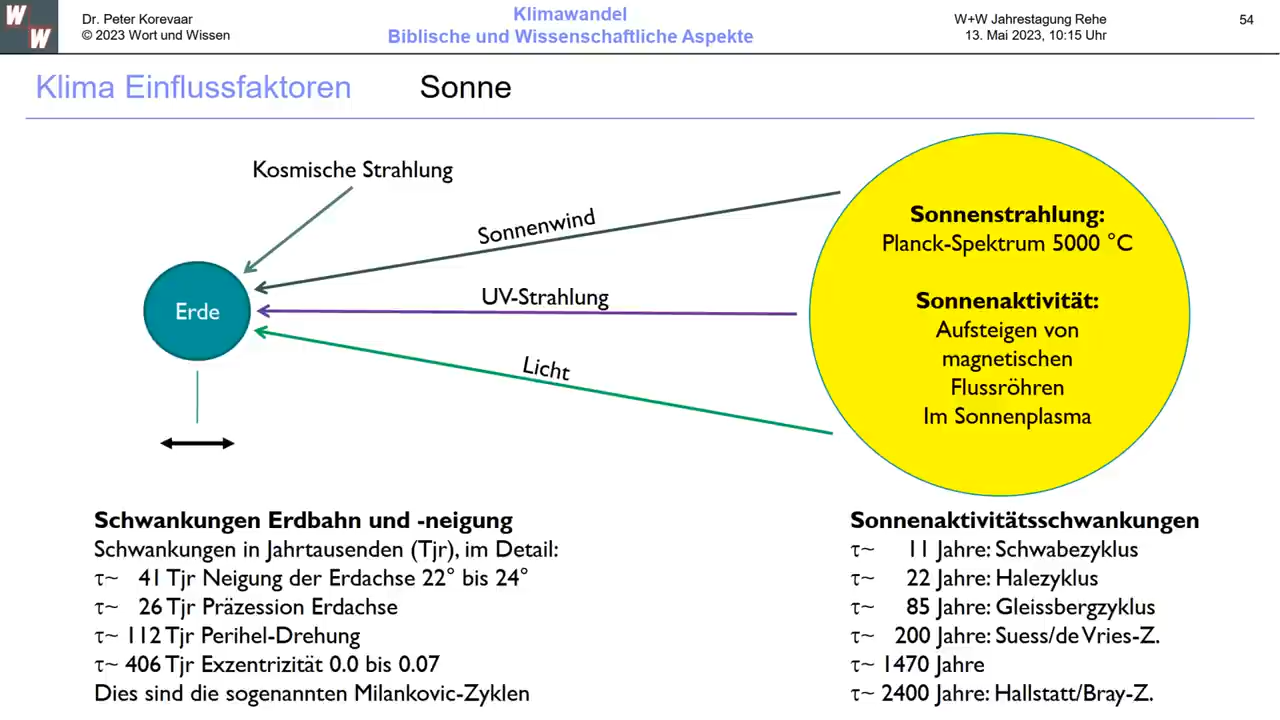 W
W
Dr. Peter Korevaar
© 2023 Wort und Wissen
Klimawandel
Biblische und Wissenschaftliche Aspekte
W+W Jahrestagung Rehe
13. Mai 2023, 10:15 Uhr
54
Klima Einflussfaktoren Sonne
Kosmische Strahlung
Sonnenwind
UV-Strahlung
Licht
Erde
Sonnenstrahlung:
Planck-Spektrum 5000 °C
Sonnenaktivität:
Aufsteigen von
magnetischen
Flussröhren
Im Sonnenplasma
Schwankungen Erdbahn und -neigung
Schwankungen in Jahrtausenden (Tjr), im Detail:
τ~ 41 Tjr Neigung der Erdachse 22° bis 24°
τ~ 26 Tjr Präzession Erdachse
τ~ 112 Tjr Perihel-Drehung
τ~ 406 Tjr Exzentrizität 0.0 bis 0.07
Dies sind die sogenannten Milankovic-Zyklen
Sonnenaktivitätsschwankungen
τ~ 11 Jahre: Schwabezyklus
τ~ 22 Jahre: Halezyklus
τ~ 85 Jahre: Gleissbergzyklus
τ~ 200 Jahre: Suess/de Vries-Z.
τ~ 1470 Jahre
τ~ 2400 Jahre: Hallstatt/Bray-Z.